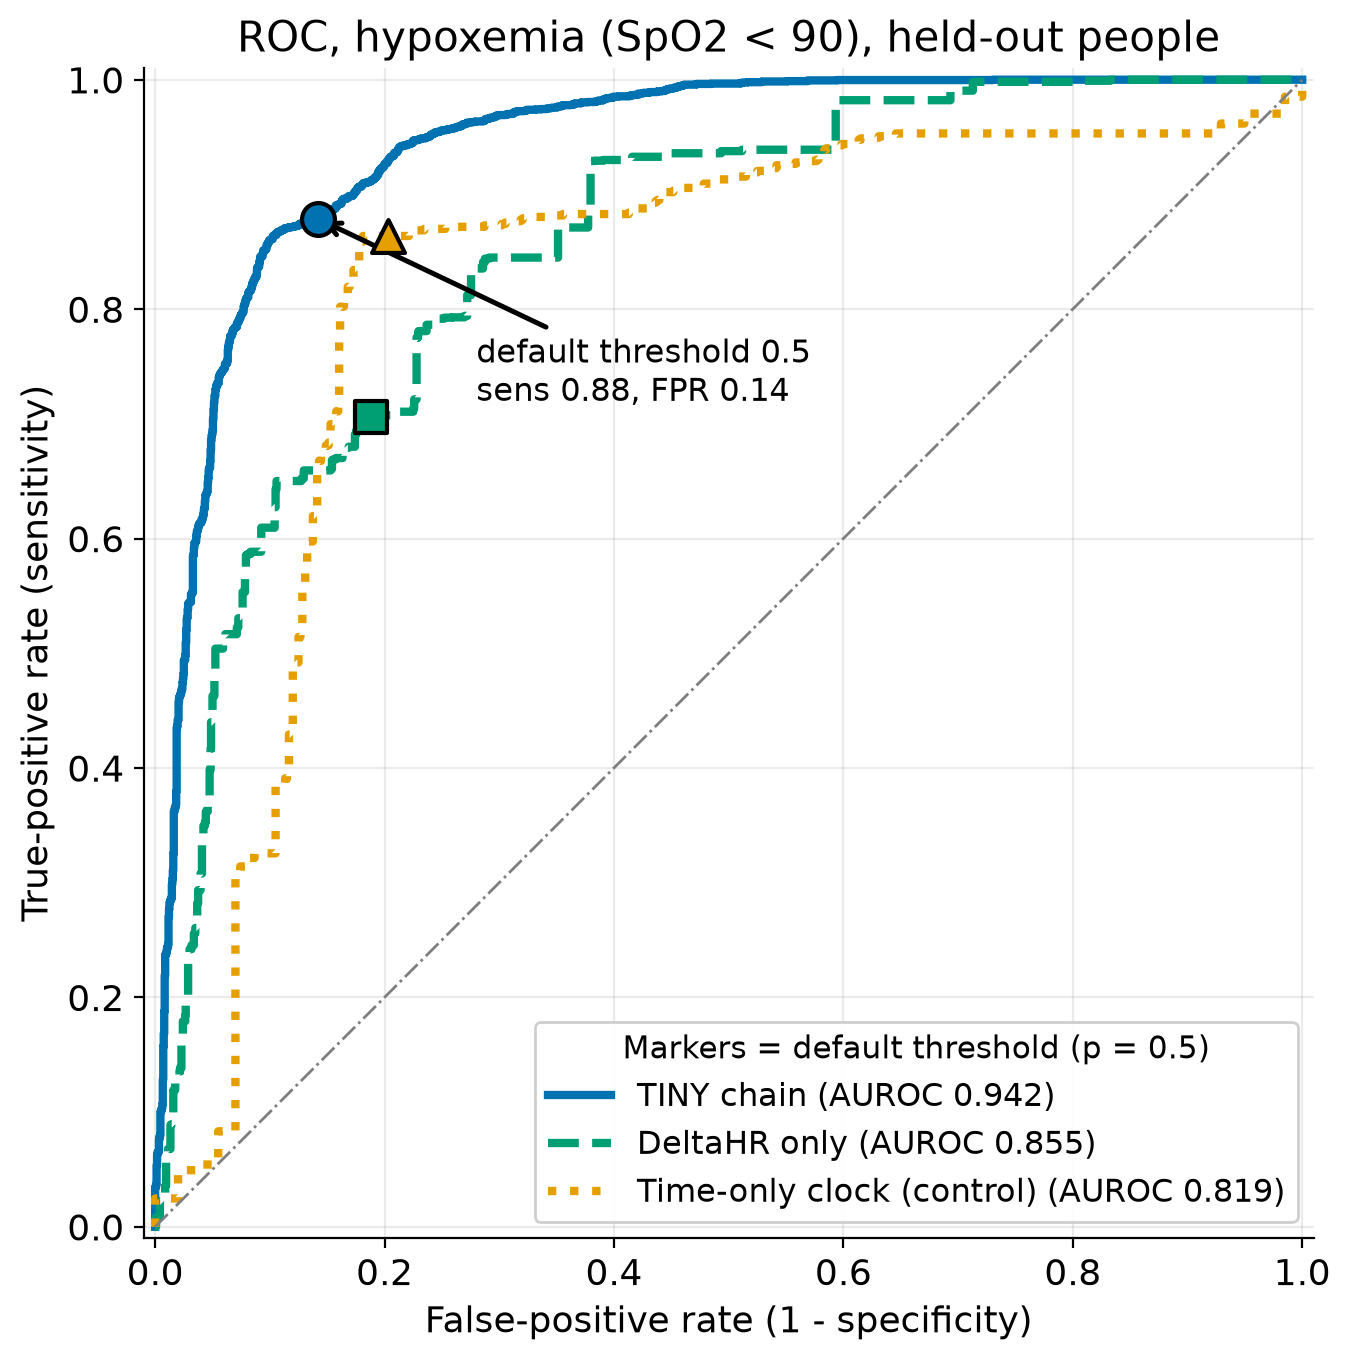 ROC, hypoxemia (SpO2 < 90), held-out people
True-positive rate (sensitivity)
1.0
0.8
0.6
0.4
0.2
0.0
default threshold 0.5
sens 0.88, FPR 0.14
Markers = default threshold (p = 0.5)
TINY chain (AUROC 0.942)
DeltaHR only (AUROC 0.855)
Time-only clock (control) (AUROC 0.819)
0.0 0.2 0.4 0.6 0.8 1.0
False-positive rate (1 - specificity)